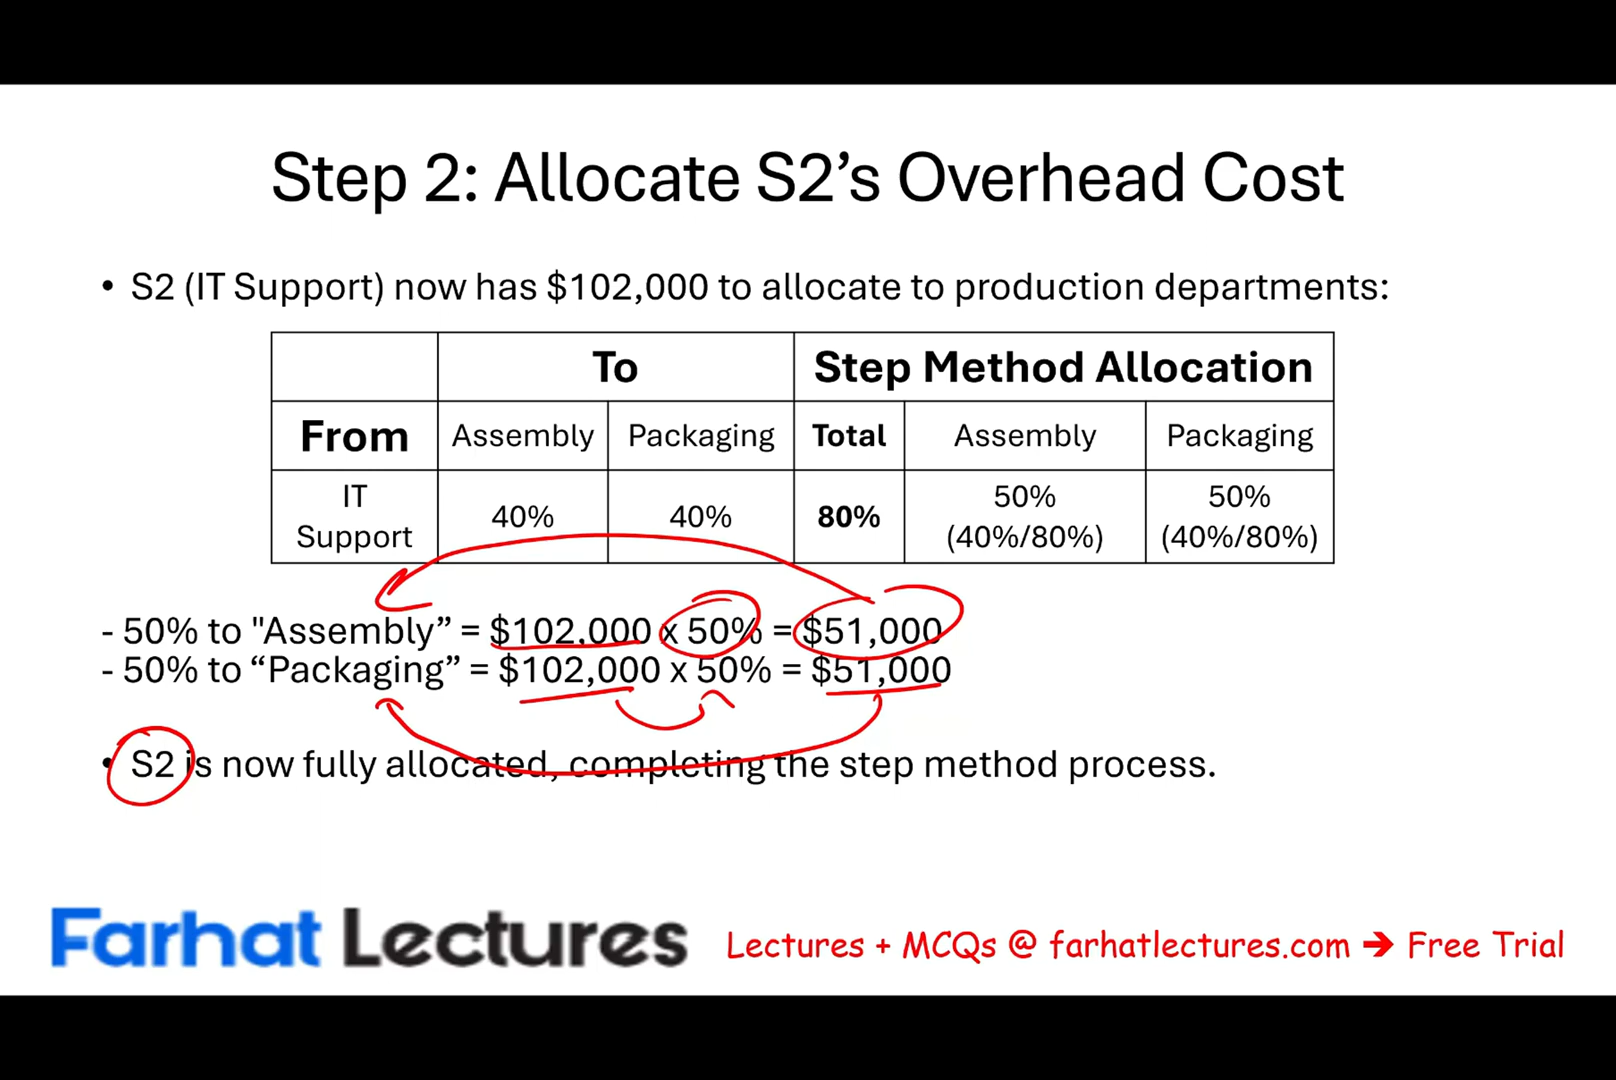 Step 2: Allocate S2’s Overhead Cost
• S2 (IT Support) now has $102,000 to allocate to production departments:
To Step Method Allocation
From Assembly Packaging Total Assembly Packaging
IT Support 40% 40% 80% 50% (40%/80%) 50% (40%/80%)
- 50% to "Assembly” = $102,000 x 50% = $51,000
- 50% to “Packaging” = $102,000 x 50% = $51,000
• S2 is now fully allocated, completing the step method process.
Farhat Lectures
Lectures + MCQs @ farhatlectures.com ➔ Free Trial